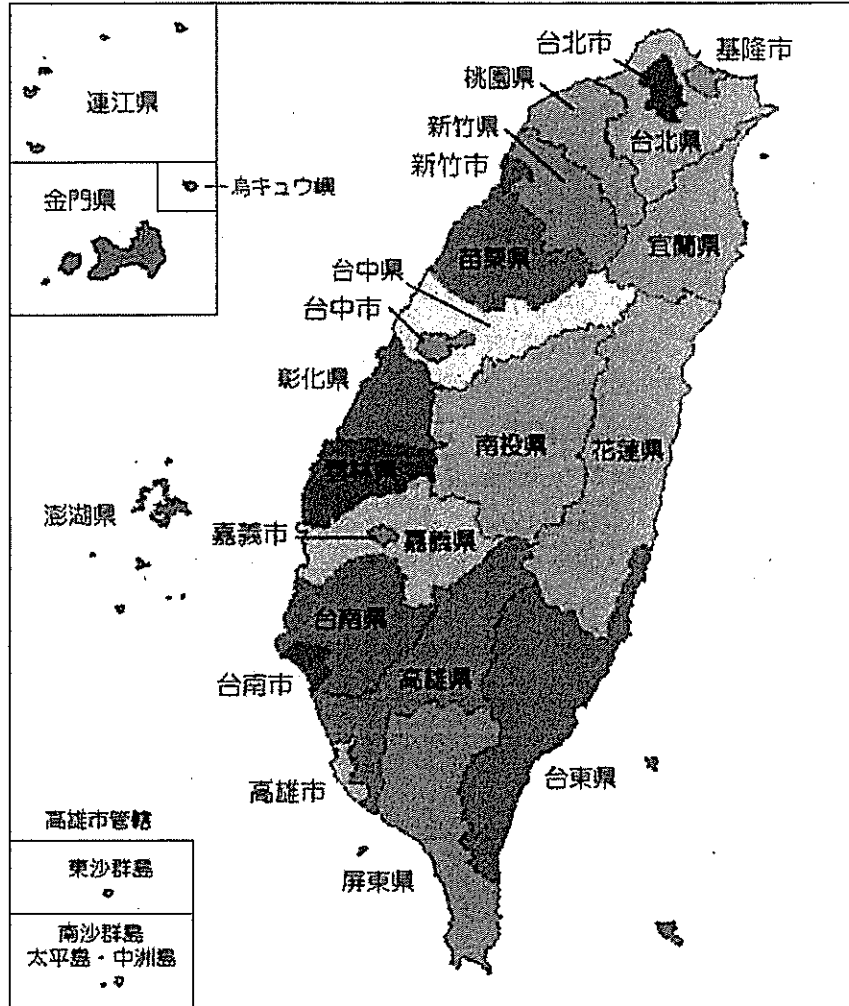 連江県
金門県
烏キュウ嶼
台北市
基隆市
桃園県
新竹県
台北県
新竹市
宜蘭県
苗栗県
台中県
台中市
彰化県
南投県
花蓮県
雲林県
澎湖県
嘉義市
嘉義県
台南県
台南市
高雄県
高雄市
台東県
屏東県
高雄市管轄
東沙群島
南沙群島
太平島・中洲島